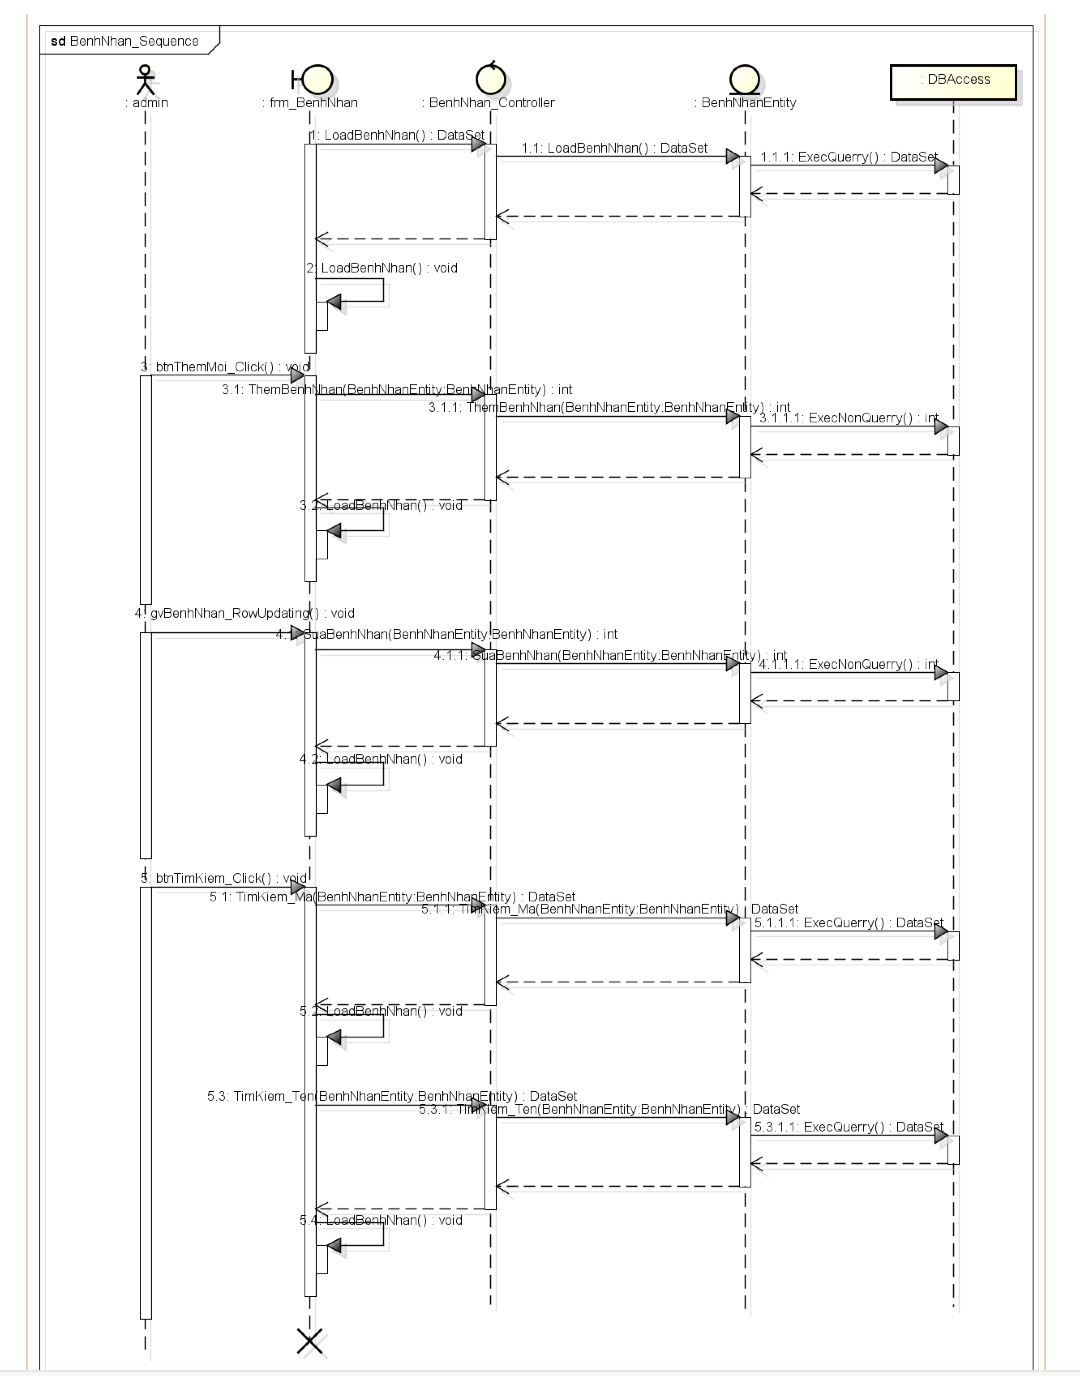 sd BenhNhan_Sequence
: admin
: frm_BenhNhan
: BenhNhan_Controller
: BenhNhanEntity
: DBAccess
1: LoadBenhNhan() : DataSet
1.1: LoadBenhNhan() : DataSet
1.1.1: ExecQuerry() : DataSet
2: LoadBenhNhan() : void
3: btnThemMoi_Click() : void
3.1: ThemBenhNhan(BenhNhanEntity:BenhNhanEntity) : int
3.1.1: ThemBenhNhan(BenhNhanEntity:BenhNhanEntity) : int
3.1.1.1: ExecNonQuerry() : int
3.2: LoadBenhNhan() : void
4: gvBenhNhan_RowUpdating() : void
4.1: SuaBenhNhan(BenhNhanEntity:BenhNhanEntity) : int
4.1.1: SuaBenhNhan(BenhNhanEntity:BenhNhanEntity) : int
4.1.1.1: ExecNonQuerry() : int
4.2: LoadBenhNhan() : void
5: btnTimKiem_Click() : void
5.1: TimKiem_Ma(BenhNhanEntity:BenhNhanEntity) : DataSet
5.1.1: TimKiem_Ma(BenhNhanEntity:BenhNhanEntity) : DataSet
5.1.1.1: ExecQuerry() : DataSet
5.2: LoadBenhNhan() : void
5.3: TimKiem_Ten(BenhNhanEntity:BenhNhanEntity) : DataSet
5.3.1: TimKiem_Ten(BenhNhanEntity:BenhNhanEntity) : DataSet
5.3.1.1: ExecQuerry() : DataSet
5.4: LoadBenhNhan() : void